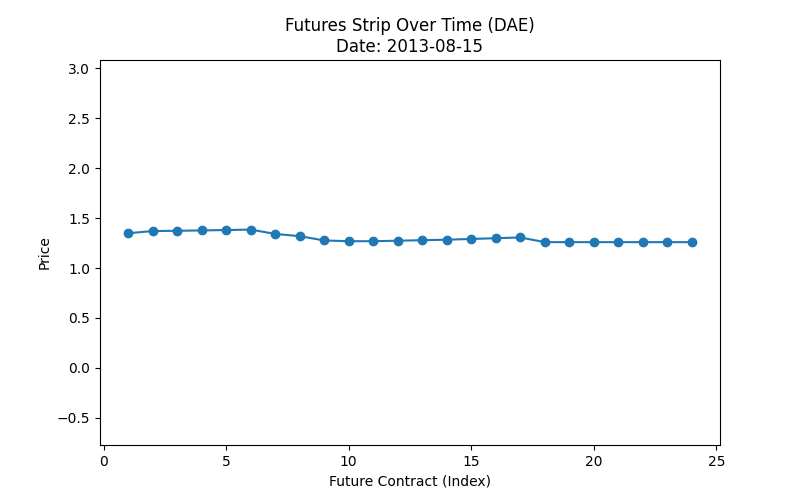 Futures Strip Over Time (DAE)
Date: 2013-08-15
3.0
2.5
2.0
1.5
1.0
0.5
0.0
−0.5
Price
0 5 10 15 20 25
Future Contract (Index)